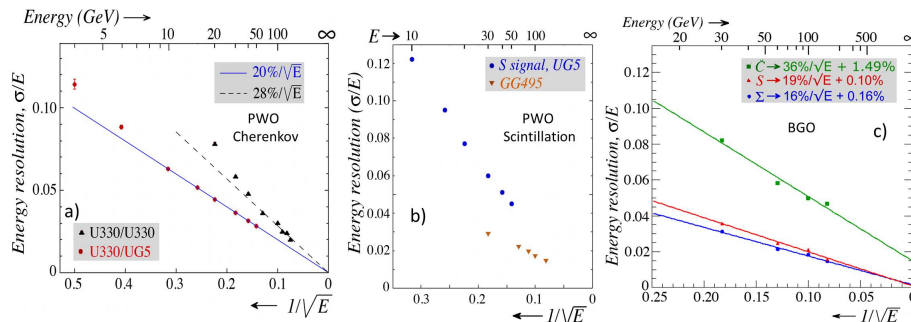 Energy (GeV) →
5 10 20 50 100 ∞
Energy resolution, σ/E
0.10
0.05
0
20%/√E
28%/√E
PWO
Cherenkov
a)
U330/U330
U330/UG5
0.5 0.4 0.3 0.2 0.1 0
← 1/√E
E → 10 30 50 100 ∞
Energy resolution (σ/E)
0.12
0.10
0.08
0.06
0.04
0.02
0
S signal, UG5
GG495
PWO
Scintillation
b)
0.3 0.2 0.1 0
← 1/√E
Energy (GeV) →
20 30 50 100 500 ∞
Energy resolution, σ/E
0.12
0.10
0.08
0.06
0.04
0.02
0.00
Č → 36%/√E + 1.49%
S → 19%/√E + 0.10%
Σ → 16%/√E + 0.16%
BGO
c)
0.25 0.20 0.15 0.10 0.05 0
← 1/√E